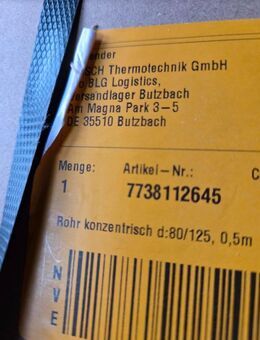 ender
SCH Thermotechnik GmbH
BLG Logistics,
ersandlager Butzbach
Am Magna Park 3-5
DE 35510 Butzbach
Menge: Artikel-Nr.: C
1 7738112645
Rohr konzentrisch d:80/125, 0,5m
NVE